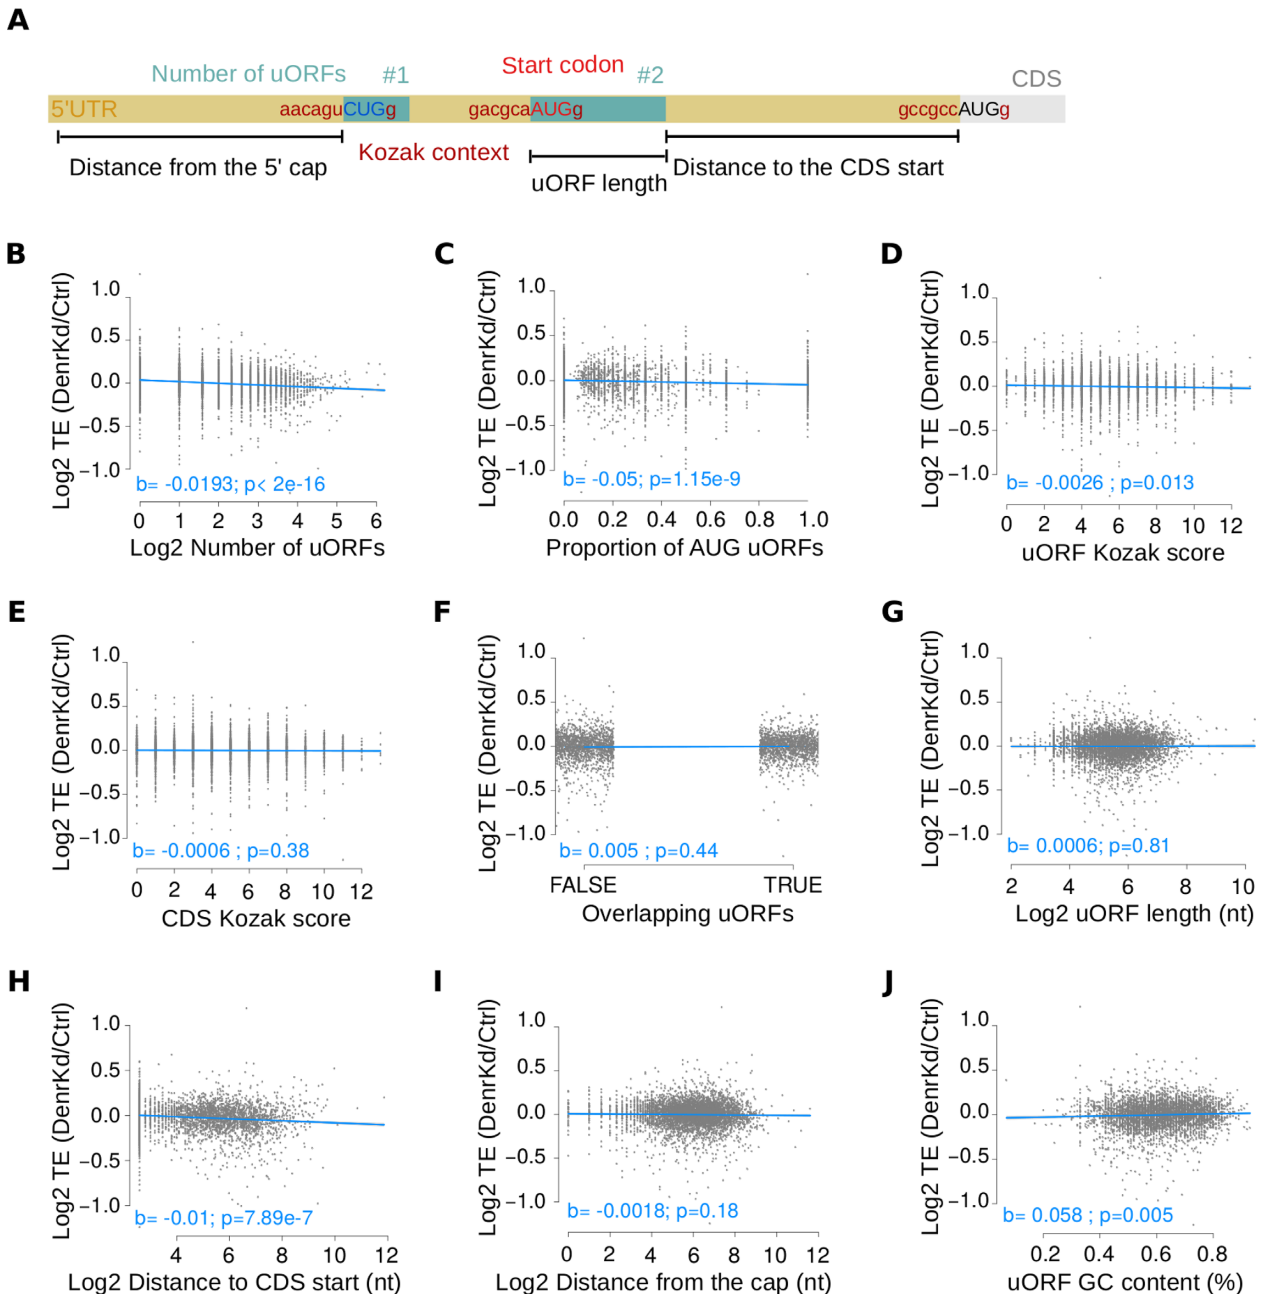 A
Number of uORFs #1 Start codon #2 CDS
5'UTR aacaguCUGg gacgcaAUGg gccgccAUGg
Distance from the 5' cap Kozak context uORF length Distance to the CDS start
B
Log2 TE (DenrKd/Ctrl)
1.0
0.5
0.0
−0.5
−1.0
b= -0.0193; p< 2e-16
0 1 2 3 4 5 6
Log2 Number of uORFs
C
Log2 TE (DenrKd/Ctrl)
1.0
0.5
0.0
−0.5
−1.0
b= -0.05; p=1.15e-9
0.0 0.2 0.4 0.6 0.8 1.0
Proportion of AUG uORFs
D
Log2 TE (DenrKd/Ctrl)
1.0
0.5
0.0
−0.5
−1.0
b= -0.0026 ; p=0.013
0 2 4 6 8 10 12
uORF Kozak score
E
Log2 TE (DenrKd/Ctrl)
1.0
0.5
0.0
−0.5
−1.0
b= -0.0006 ; p=0.38
0 2 4 6 8 10 12
CDS Kozak score
F
Log2 TE (DenrKd/Ctrl)
1.0
0.5
0.0
−0.5
−1.0
b= 0.005 ; p=0.44
FALSE TRUE
Overlapping uORFs
G
Log2 TE (DenrKd/Ctrl)
1.0
0.5
0.0
−0.5
−1.0
b= 0.0006; p=0.81
2 4 6 8 10
Log2 uORF length (nt)
H
Log2 TE (DenrKd/Ctrl)
1.0
0.5
0.0
−0.5
−1.0
b= -0.01; p=7.89e-7
4 6 8 10 12
Log2 Distance to CDS start (nt)
I
Log2 TE (DenrKd/Ctrl)
1.0
0.5
0.0
−0.5
−1.0
b= -0.0018; p=0.18
0 2 4 6 8 10 12
Log2 Distance from the cap (nt)
J
Log2 TE (DenrKd/Ctrl)
1.0
0.5
0.0
−0.5
−1.0
b= 0.058 ; p=0.005
0.2 0.4 0.6 0.8
uORF GC content (%)